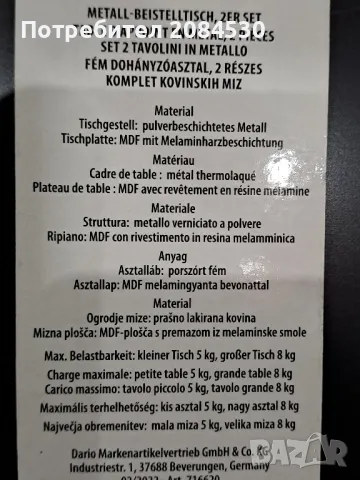 METALL-BEISTELLTISCH, 2ER SET
Потребител 2084530
SET 2 TAVOLINI IN METALLO
FÉM DOHÁNYZÓASZTAL, 2 RÉSZES
KOMPLET KOVINSKIH MIZ
Material
Tischgestell: pulverbeschichtetes Metall
Tischplatte: MDF mit Melaminharzbeschichtung
Matériau
Cadre de table : métal thermolaqué
Plateau de table : MDF avec revêtement en résine mélamine
Materiale
Struttura: metallo verniciato a polvere
Ripiano: MDF con rivestimento in resina melamminica
Anyag
Asztalláb: porszórt fém
Asztallap: MDF melamingyanta bevonattal
Material
Ogrodje mize: prašno lakirana kovina
Mizna plošča: MDF-plošča s premazom iz melaminske smole
Max. Belastbarkeit: kleiner Tisch 5 kg, großer Tisch 8 kg
Charge maximale: petite table 5 kg, grande table 8 kg
Carico massimo: tavolo piccolo 5 kg, tavolo grande 8 kg
Maximális terhelhetőség: kis asztal 5 kg, nagy asztal 8 kg
Največja obremenitev: mala miza 5 kg, velika miza 8 kg
Dario Markenartikelvertrieb GmbH & Co. KG
Industriestr. 1, 37688 Beverungen, Germany
bazar